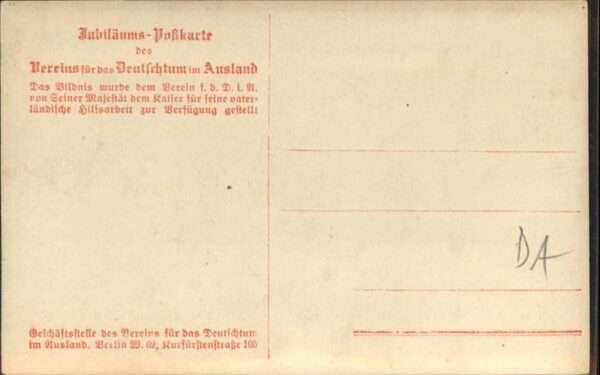 Jubiläums-Postkarte
des
Vereins für das Deutschtum im Ausland
Das Bildnis wurde dem Verein f. d. D. i. A.
von Seiner Majestät dem Kaiser für seine vater-
ländische Hilfsarbeit zur Verfügung gestellt
DA
Geschäftsstelle des Vereins für das Deutschtum
im Ausland. Berlin W. 62, Kurfürstenstraße 105